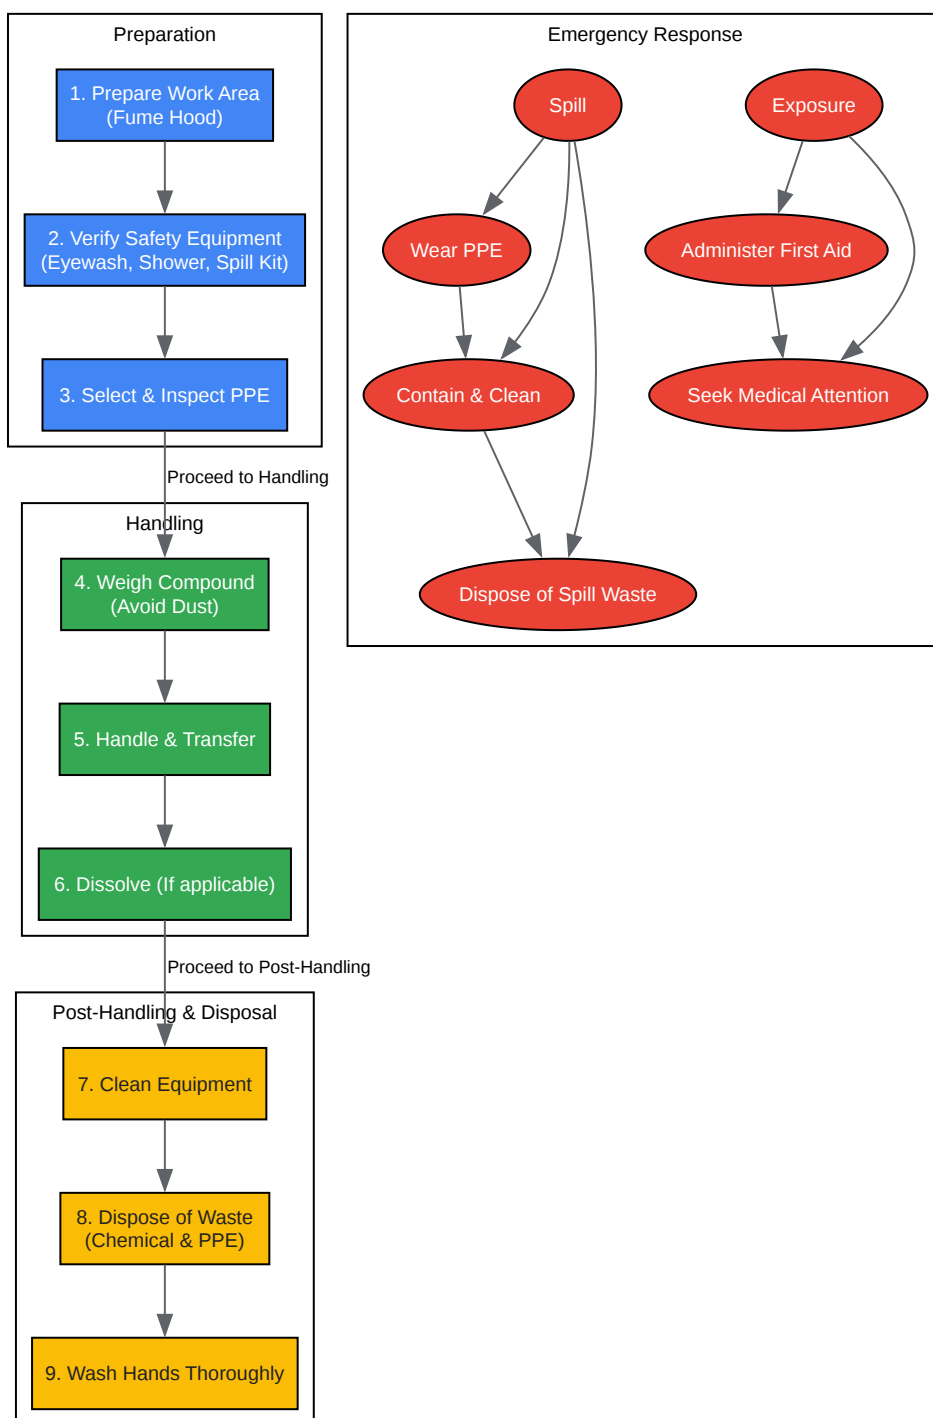 Preparation
1. Prepare Work Area
(Fume Hood)
2. Verify Safety Equipment
(Eyewash, Shower, Spill Kit)
3. Select & Inspect PPE
Proceed to Handling
Handling
4. Weigh Compound
(Avoid Dust)
5. Handle & Transfer
6. Dissolve (If applicable)
Proceed to Post-Handling
Post-Handling & Disposal
7. Clean Equipment
8. Dispose of Waste
(Chemical & PPE)
9. Wash Hands Thoroughly
Emergency Response
Spill
Exposure
Wear PPE
Administer First Aid
Contain & Clean
Seek Medical Attention
Dispose of Spill Waste